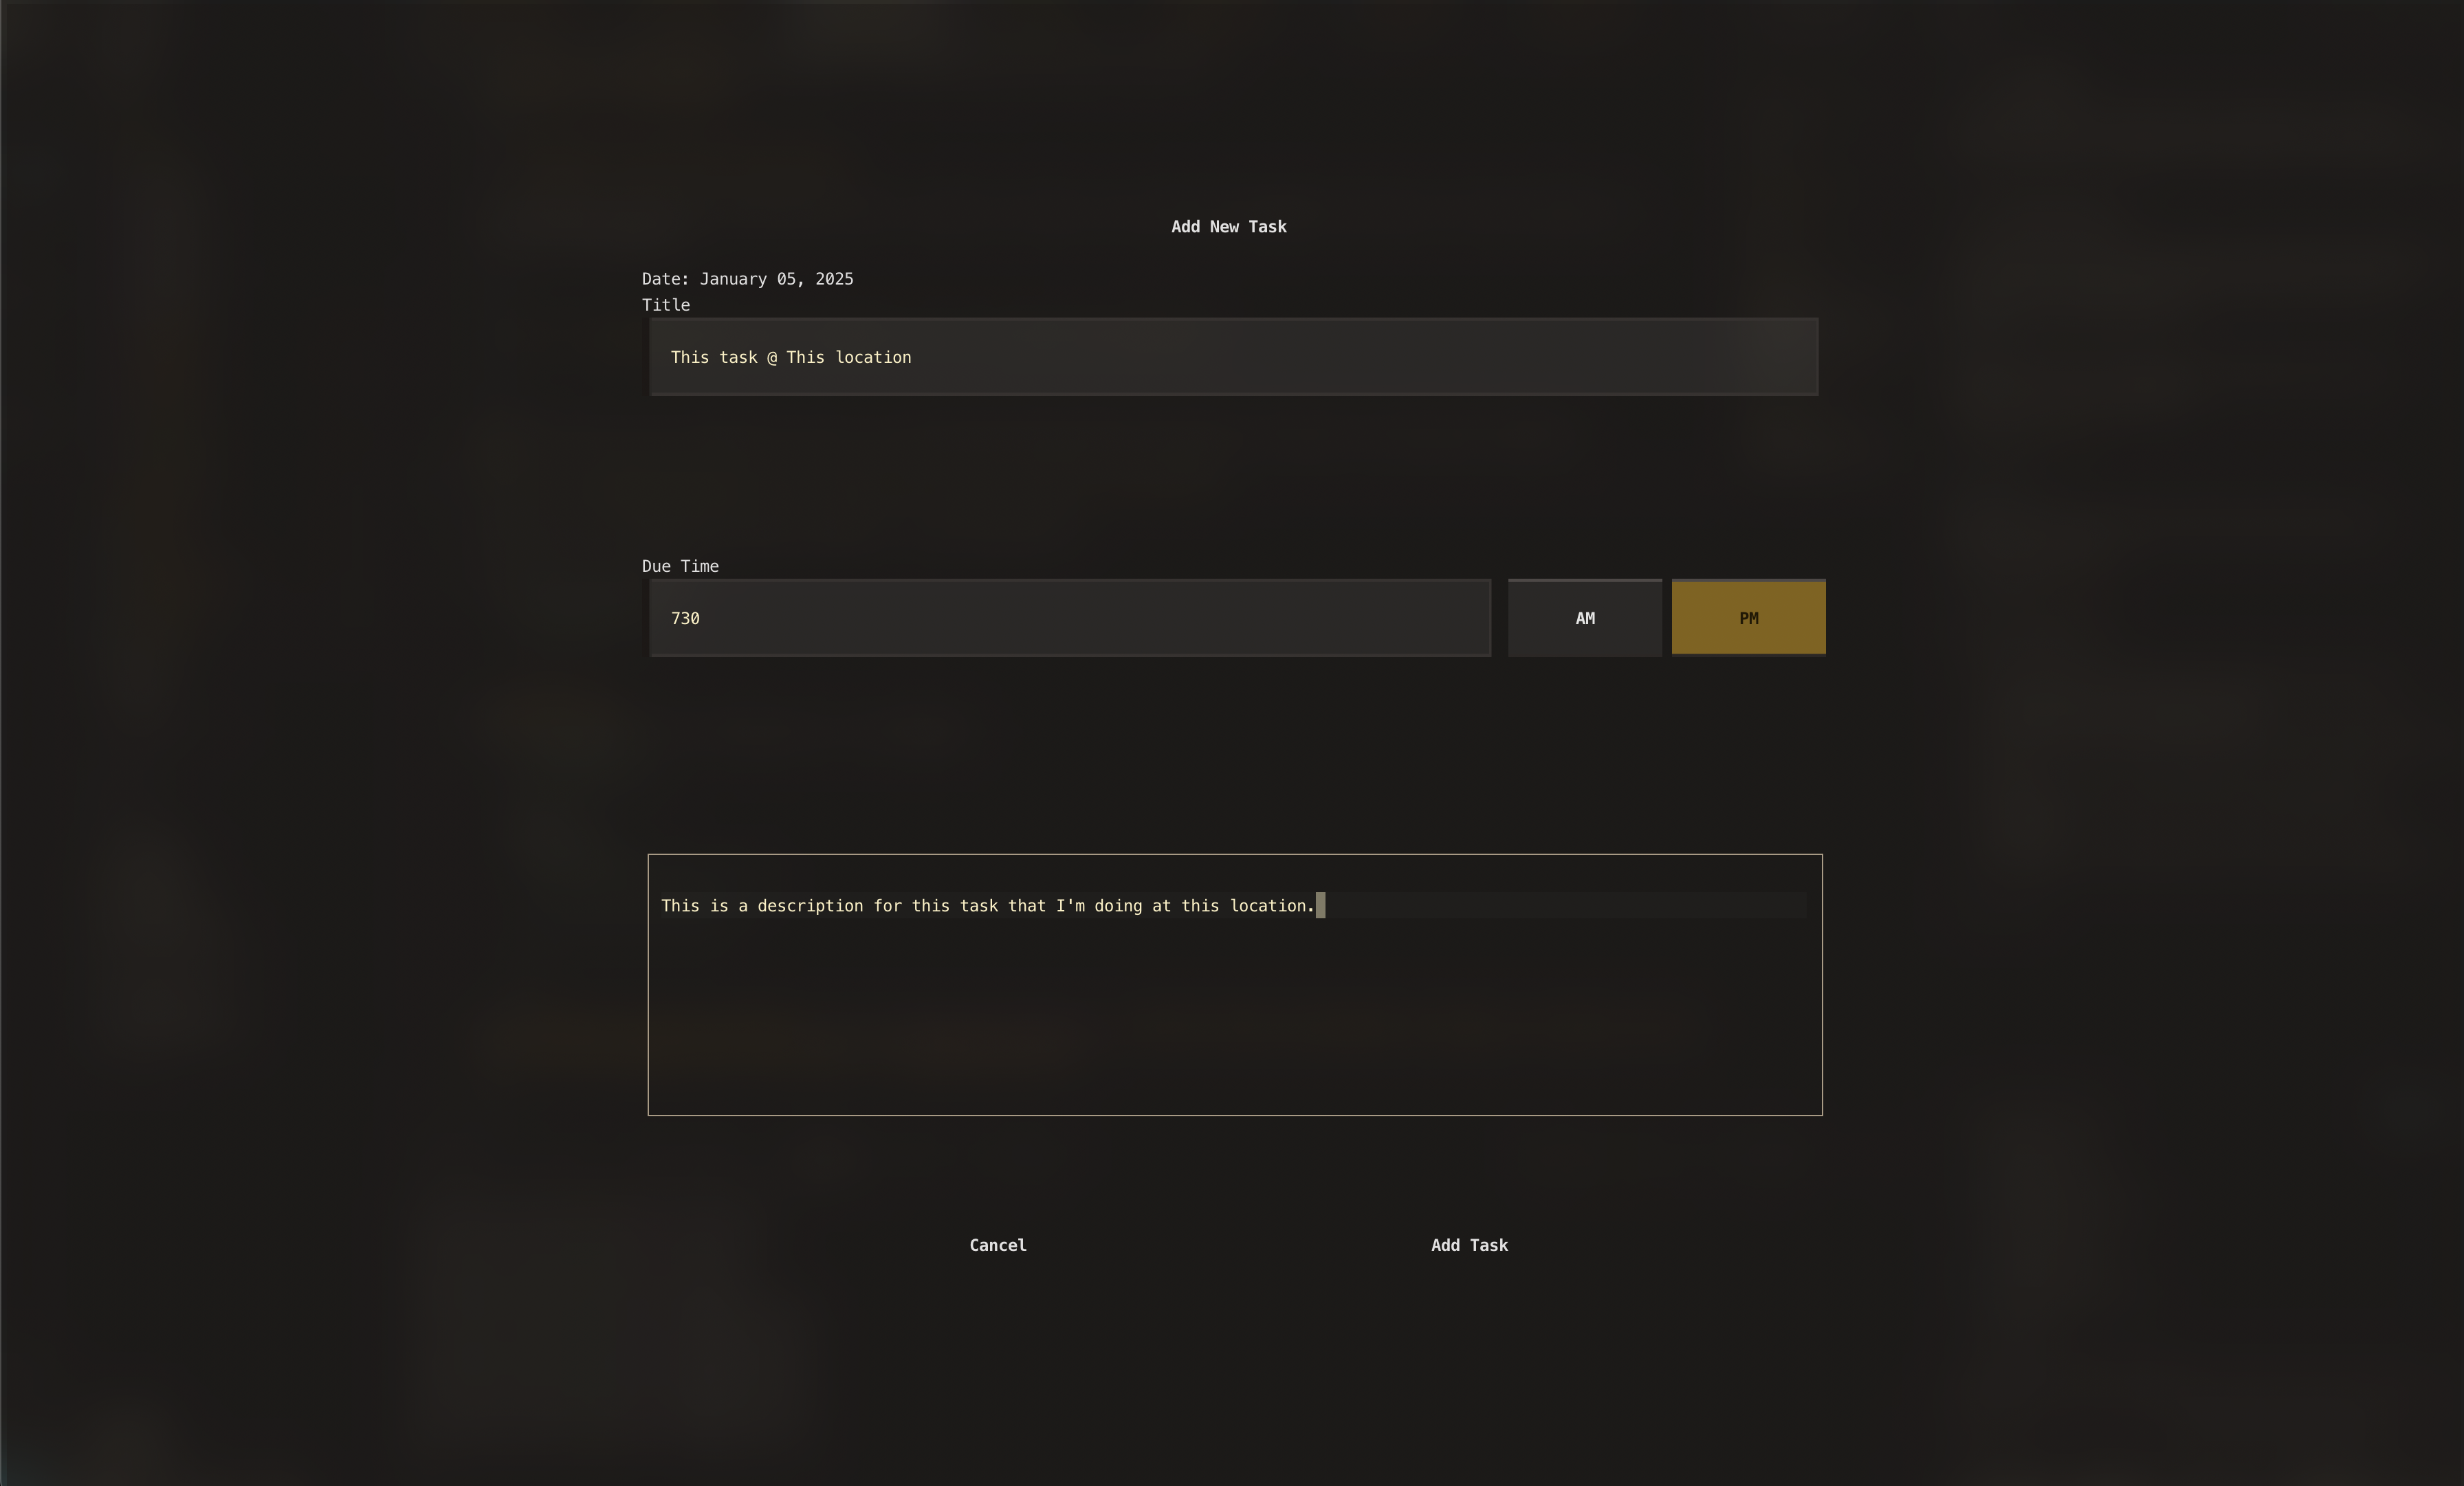 Add New Task
Date: January 05, 2025
Title
This task @ This location
Due Time
730
AM
PM
This is a description for this task that I'm doing at this location.
Cancel
Add Task